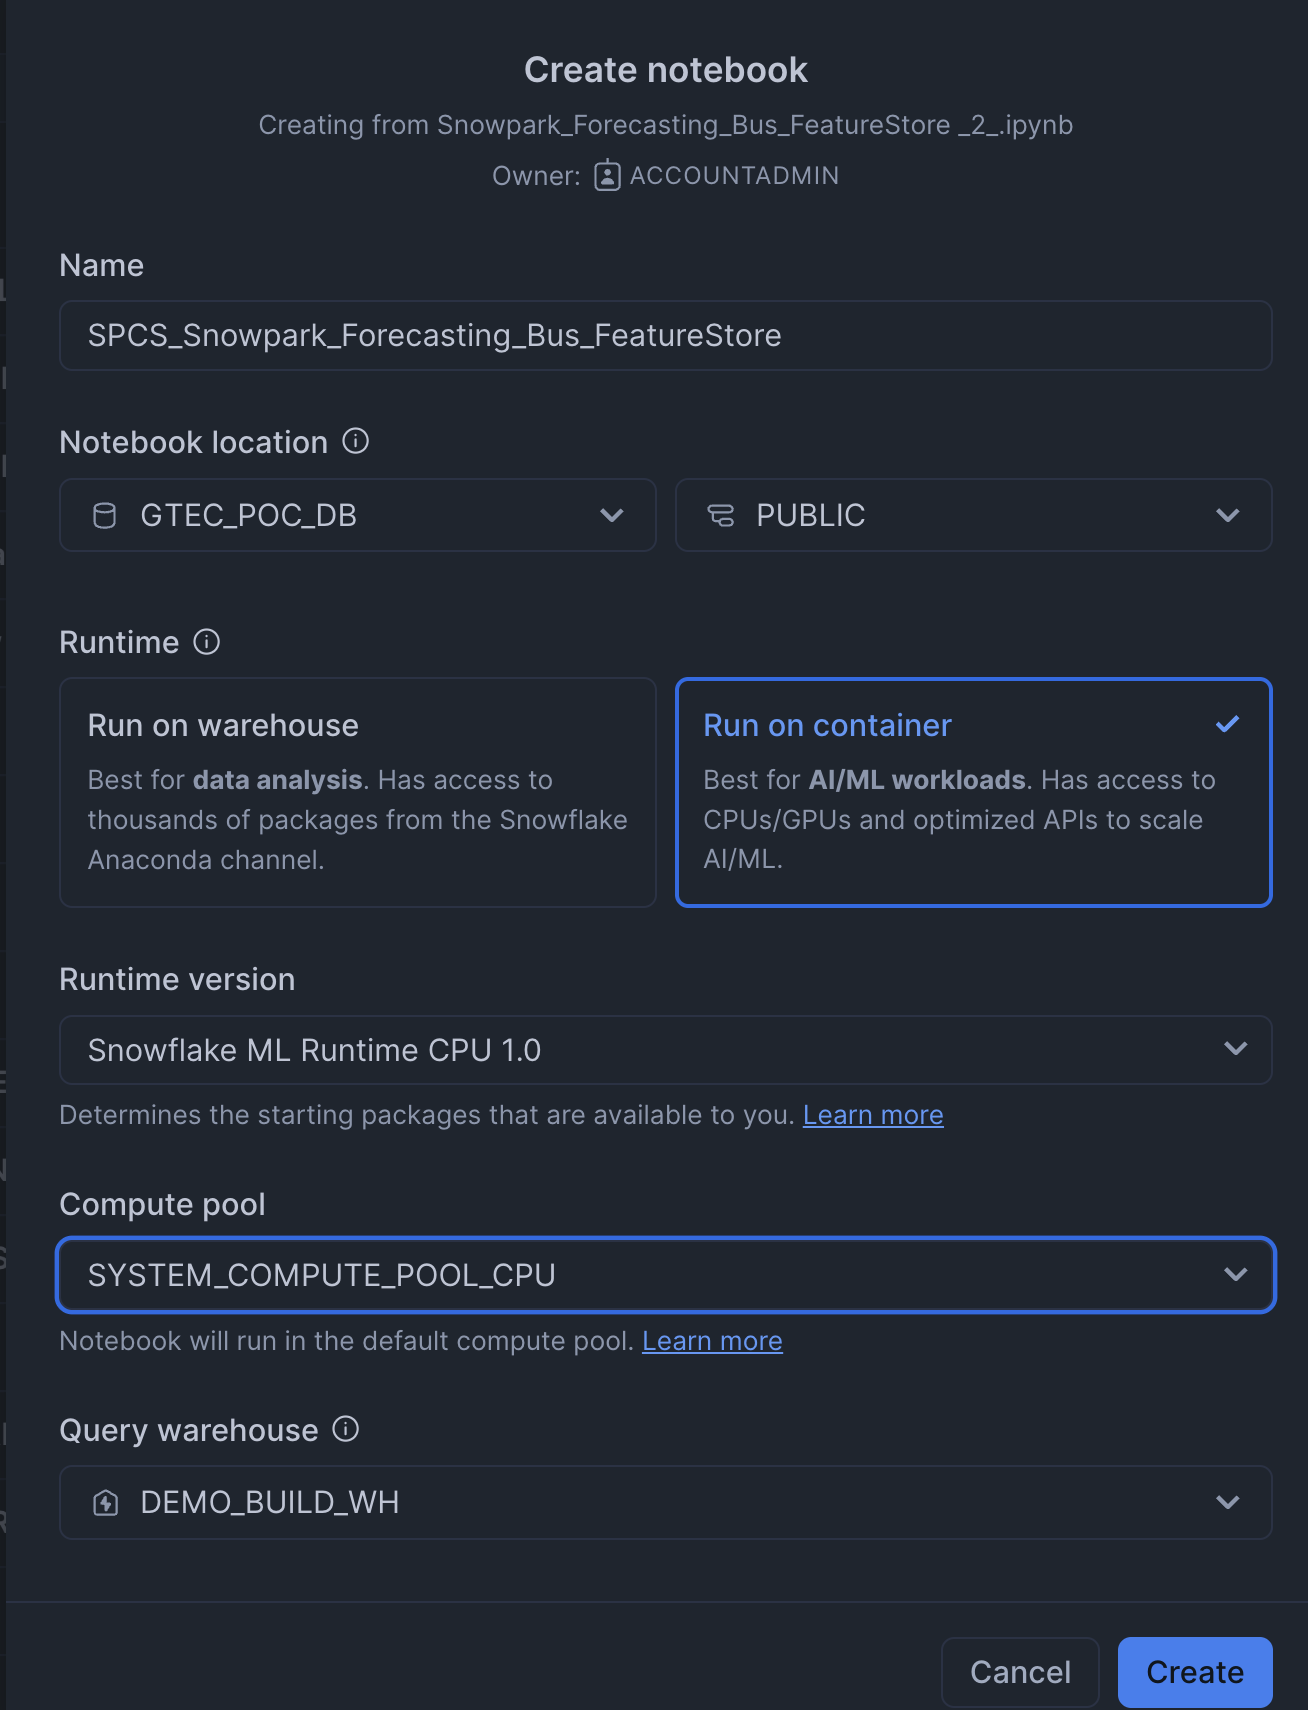 Create notebook
Creating from Snowpark_Forecasting_Bus_FeatureStore _2_.ipynb
Owner: ACCOUNTADMIN
Name
SPCS_Snowpark_Forecasting_Bus_FeatureStore
Notebook location
GTEC_POC_DB
PUBLIC
Runtime
Run on warehouse
Best for data analysis. Has access to
thousands of packages from the Snowflake
Anaconda channel.
Run on container
Best for AI/ML workloads. Has access to
CPUs/GPUs and optimized APIs to scale
AI/ML.
Runtime version
Snowflake ML Runtime CPU 1.0
Determines the starting packages that are available to you. Learn more
Compute pool
SYSTEM_COMPUTE_POOL_CPU
Notebook will run in the default compute pool. Learn more
Query warehouse
DEMO_BUILD_WH
Cancel
Create